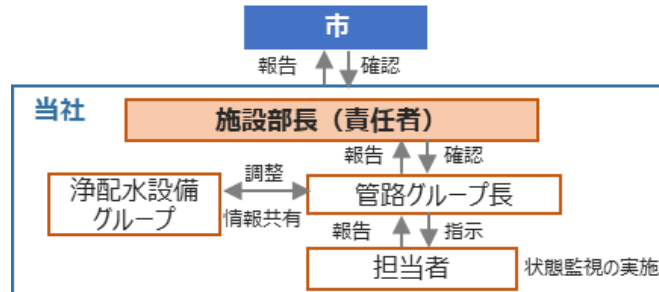 市
報告
確認
当社
施設部長（責任者）
報告
確認
浄配水設備
グループ
調整
情報共有
管路グループ長
報告
指示
担当者
状態監視の実施